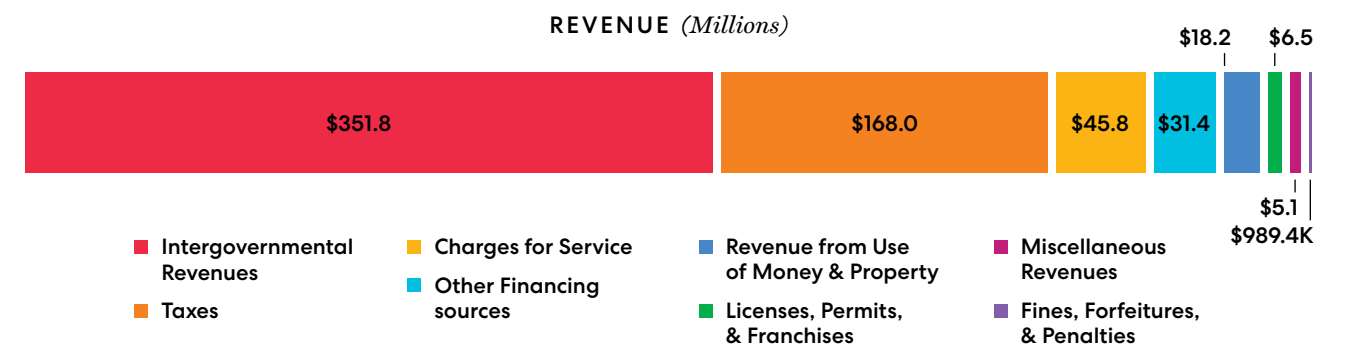 REVENUE (Millions)
$18.2
$6.5
$351.8
$168.0
$45.8
$31.4
$5.1
$989.4K
Intergovernmental
Revenues
Taxes
Charges for Service
Other Financing
sources
Revenue from Use
of Money & Property
Licenses, Permits,
& Franchises
Miscellaneous
Revenues
Fines, Forfeitures,
& Penalties